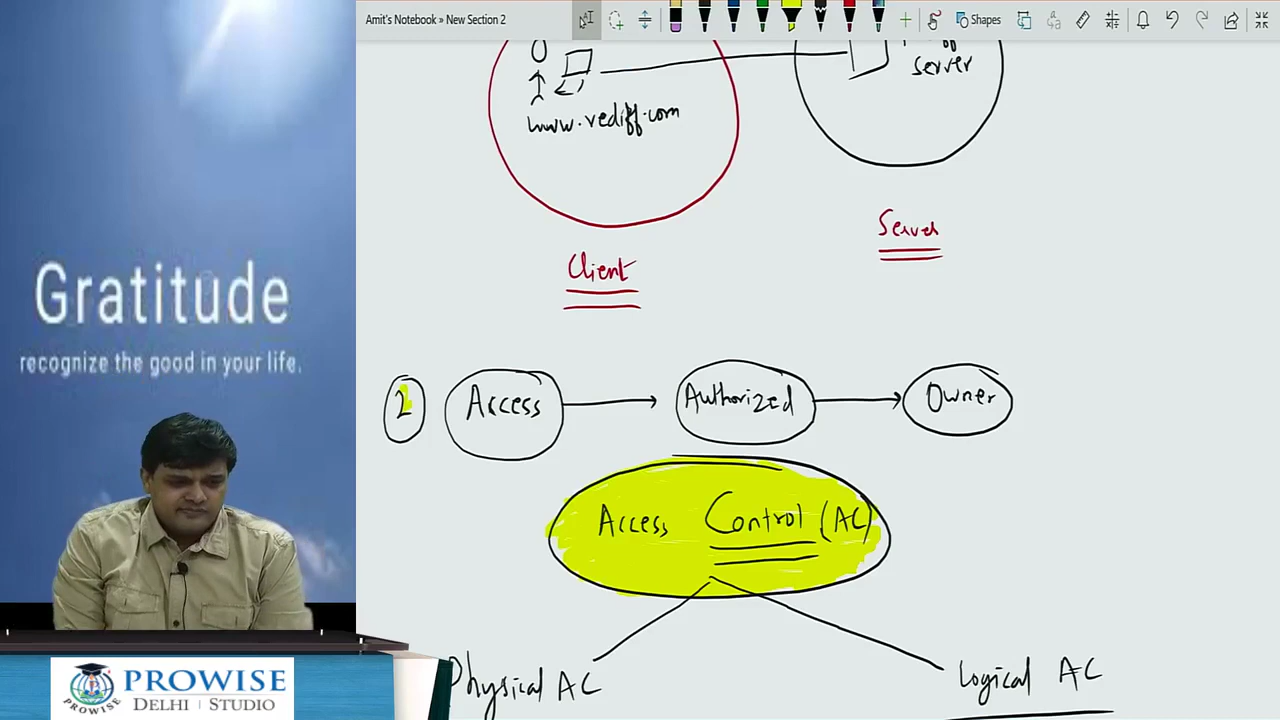 Amit's Notebook » New Section 2
Shapes
Server
www.rediff.com
Server
Client
Gratitude
recognize the good in your life.
2 Access Authorized Owner
Access Control (AC)
Physical AC Logical AC
PROWISE
PROWISE
DELHI | STUDIO